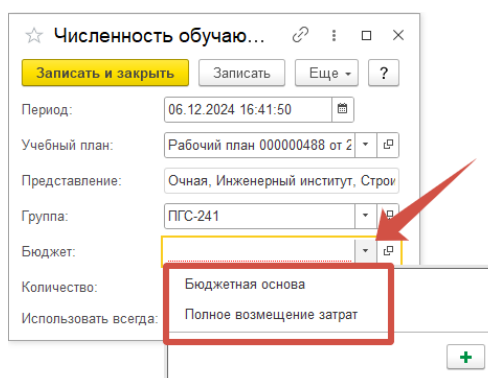 Численность обучаю...
Записать и закрыть Записать Еще ?
Период: 06.12.2024 16:41:50
Учебный план: Рабочий план 000000488 от 2
Представление: Очная, Инженерный институт, Строи
Группа: ПГС-241
Бюджет:
Количество: Бюджетная основа
Использовать всегда: Полное возмещение затрат